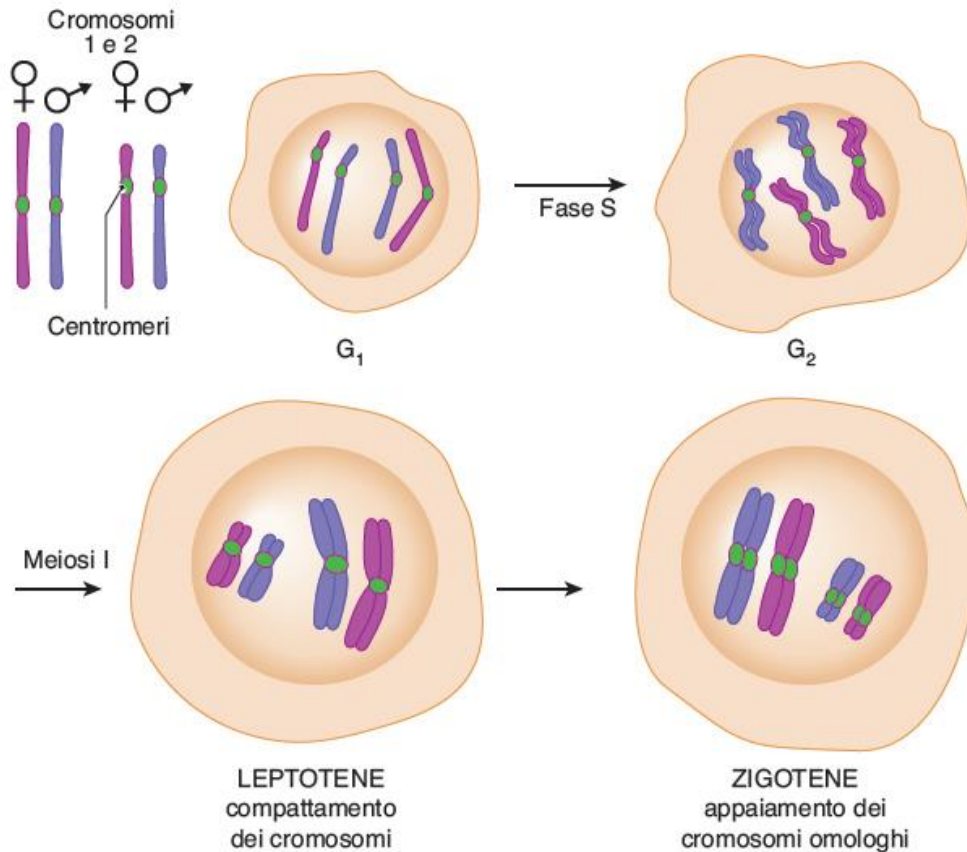 Cromosomi
1 e 2
Centromeri
G₁
Fase S
G₂
Meiosi I
LEPTOTENE
compattamento
dei cromosomi
ZIGOTENE
appaiamento dei
cromosomi omologhi